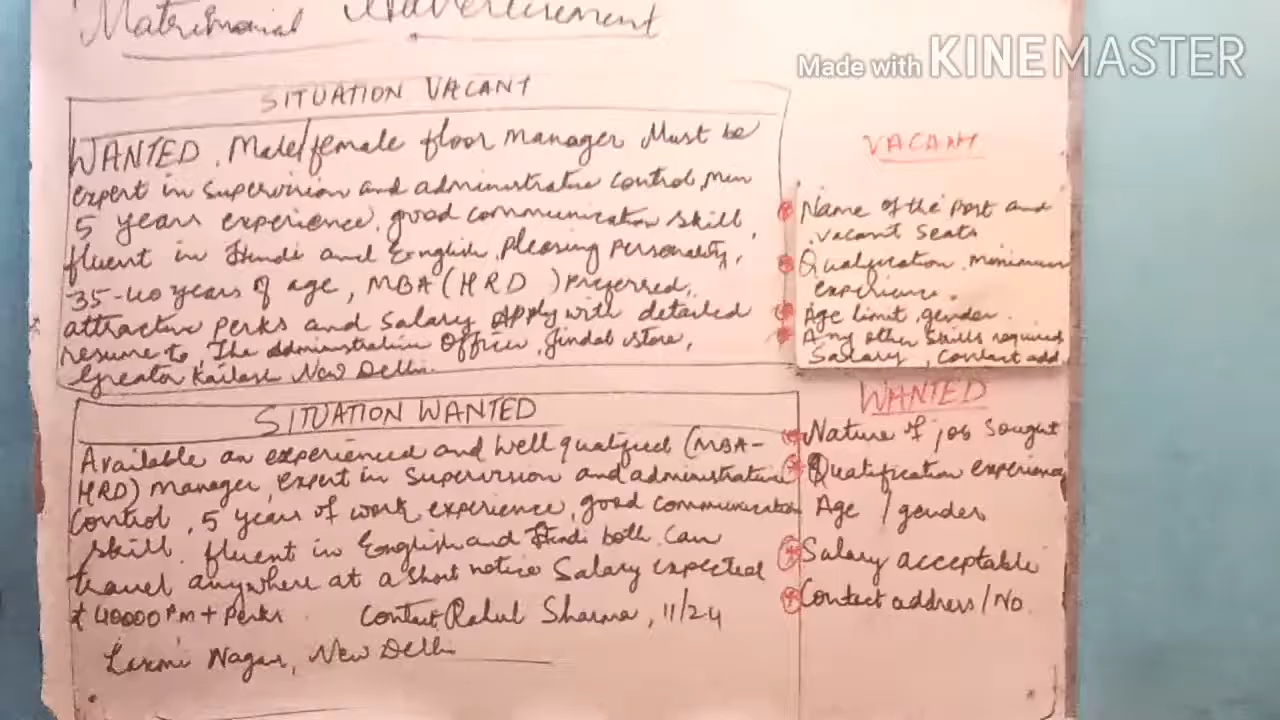 Matrimonial Advertisement
Made with KINEMASTER
SITUATION VACANT
WANTED. Male/female floor manager Must be
expert in supervision and administrative control, min
5 years experience, good communication skill,
fluent in Hindi and English, pleasing personality,
35-40 years of age, MBA (HRD) preferred,
attractive perks and salary Apply with detailed
resume to, The administration Officer, Jindal store,
Greater Kailash New Delhi.
VACANT
Name of the post and
vacant seats
Qualification, minimum
experience.
Age limit, gender.
Any other skills required
Salary, contact add.
SITUATION WANTED
Available an experienced and well qualified (MBA-
HRD) Manager, expert in supervision and administrative
control, 5 years of work experience, good communication
skill, fluent in English and Hindi both. Can
travel anywhere at a short notice Salary expected
₹ 40000 Pm + Perks Contact Rahul Sharma, 11/24
Laxmi Nagar, New Delhi
WANTED
Nature of job sought
Qualification experience
Age / gender
Salary acceptable
Contact address/No.